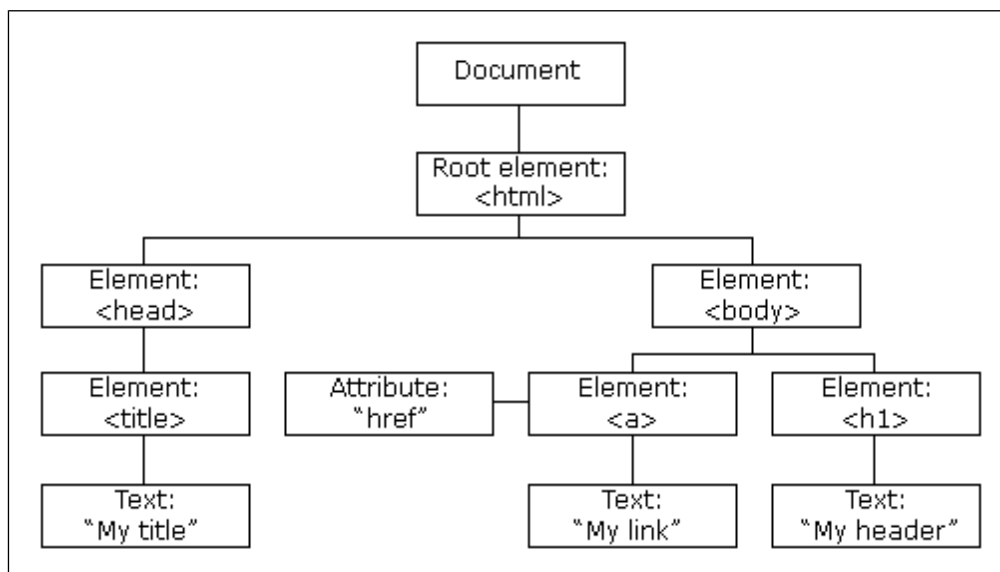 Document
Root element:
<html>
Element:
<head>
Element:
<body>
Element:
<title>
Attribute:
“href”
Element:
<a>
Element:
<h1>
Text:
“My title”
Text:
“My link”
Text:
“My header”